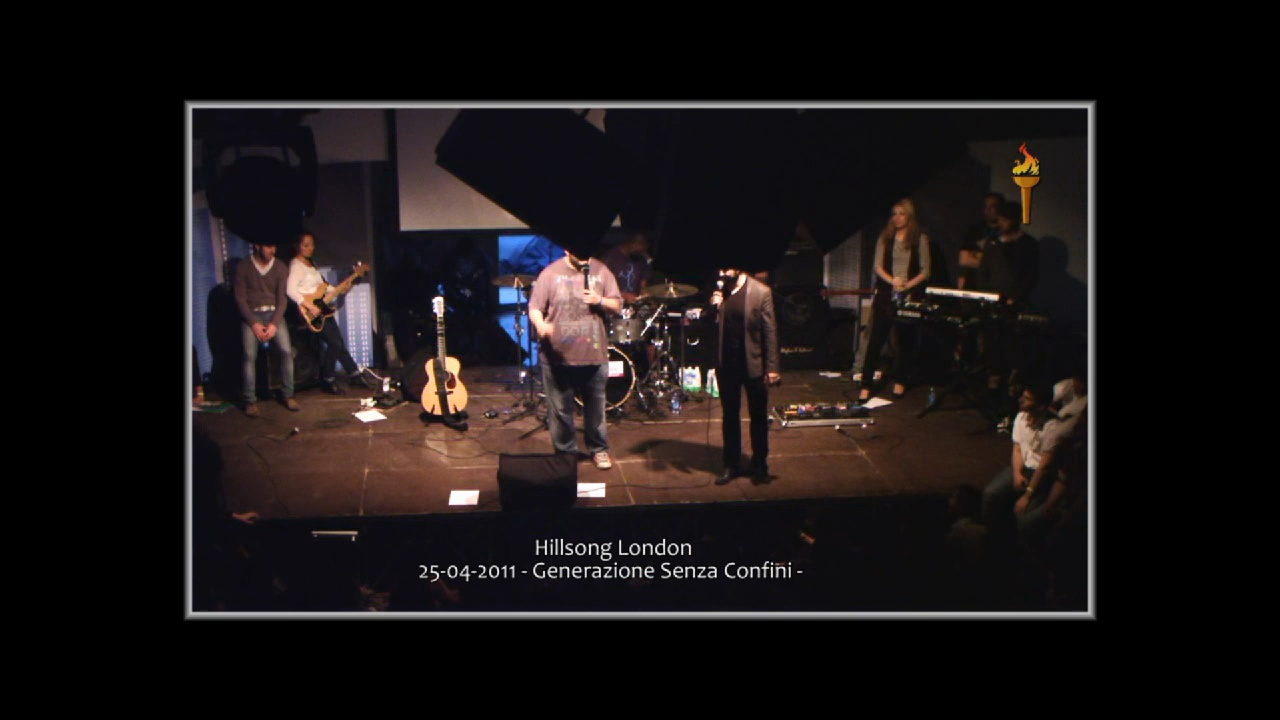 Hillsong London
25-04-2011 - Generazione Senza Confini -